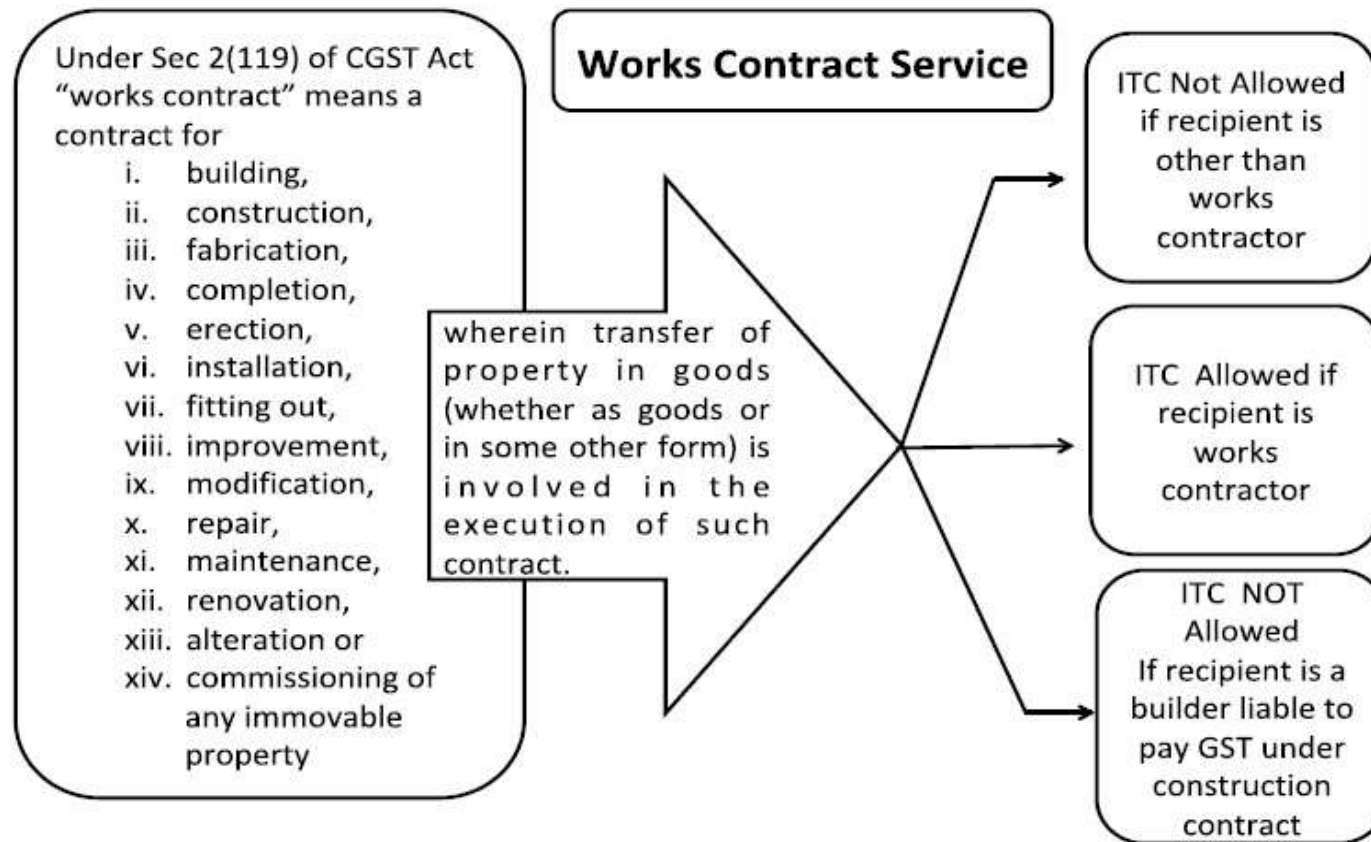 Under Sec 2(119) of CGST Act
“works contract” means a
contract for
i. building,
ii. construction,
iii. fabrication,
iv. completion,
v. erection,
vi. installation,
vii. fitting out,
viii. improvement,
ix. modification,
x. repair,
xi. maintenance,
xii. renovation,
xiii. alteration or
xiv. commissioning of
any immovable
property
Works Contract Service
wherein transfer of
property in goods
(whether as goods or
in some other form) is
involved in the
execution of such
contract.
ITC Not Allowed
if recipient is
other than
works
contractor
ITC Allowed if
recipient is
works
contractor
ITC NOT
Allowed
If recipient is a
builder liable to
pay GST under
construction
contract